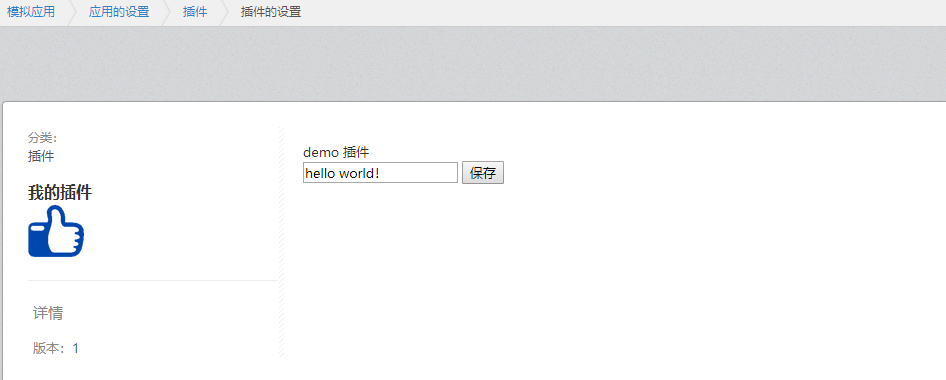 模拟应用 应用的设置 插件 插件的设置
分类：
插件
我的插件
详情
版本：1
demo 插件
hello world! 保存